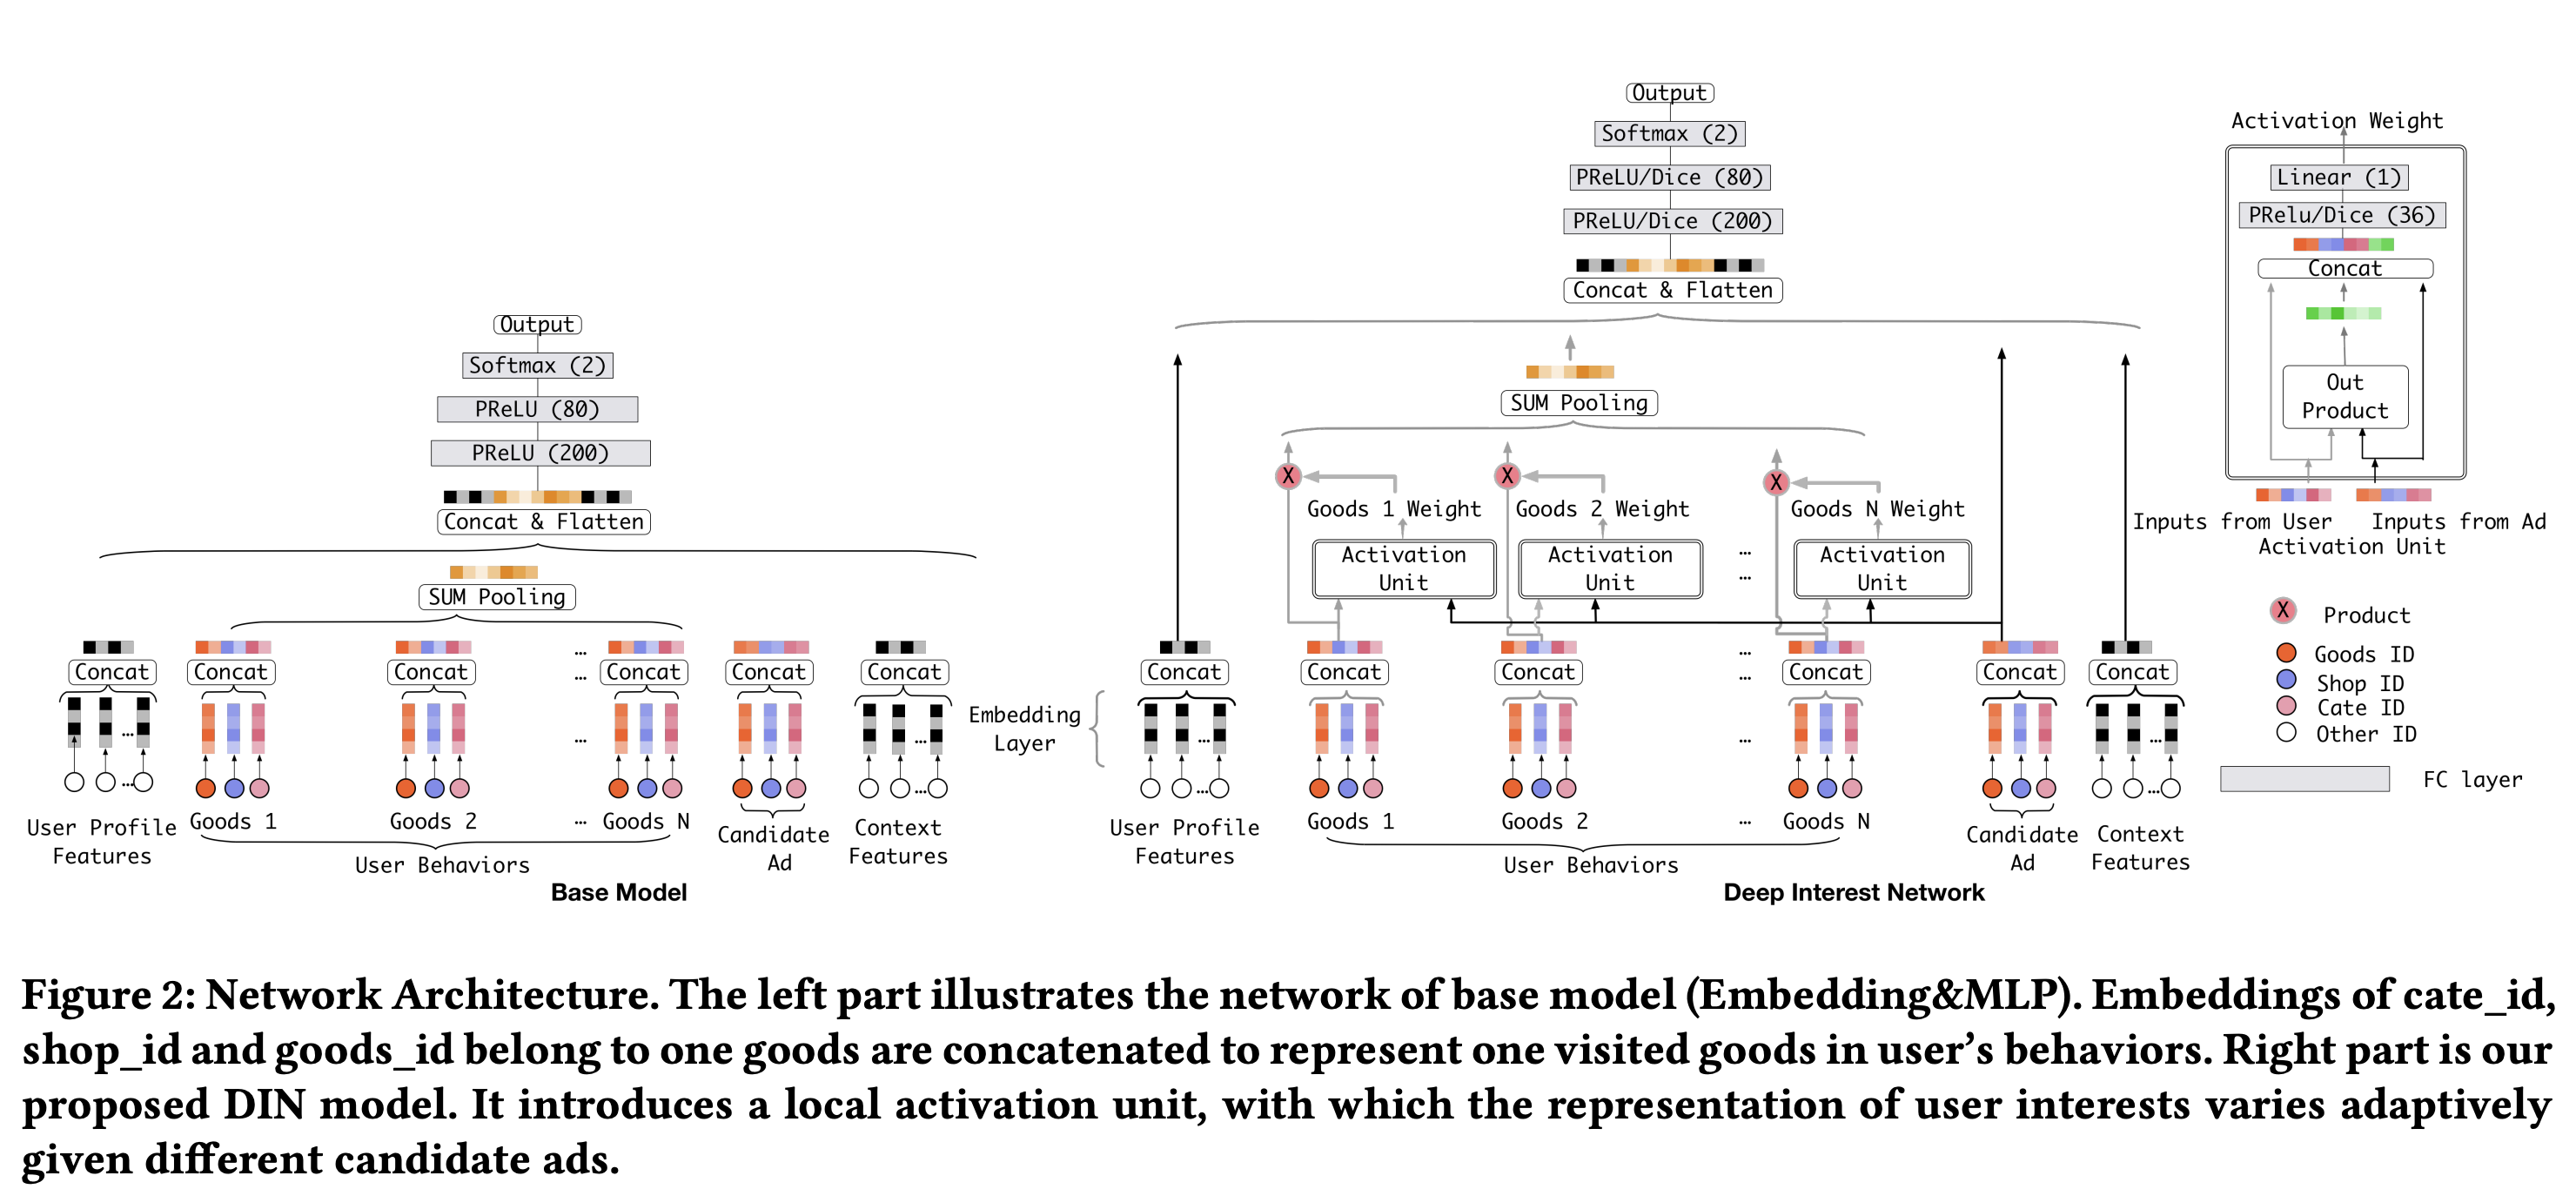 Output
Softmax (2)
PReLU (80)
PReLU (200)
Concat & Flatten
SUM Pooling
... 
Concat Concat Concat ... Concat Concat Concat
... ...
...
... ... ...
User Profile
Features
Goods 1 Goods 2 ... Goods N
User Behaviors
Candidate
Ad
Context
Features
Base Model
Embedding
Layer
Output
Softmax (2)
PReLU/Dice (80)
PReLU/Dice (200)
Concat & Flatten
SUM Pooling
X X X
Goods 1 Weight Goods 2 Weight Goods N Weight
Activation
Unit
Activation
Unit
...
...
Activation
Unit
...
Concat Concat Concat ... Concat Concat Concat
... ...
...
... ...
User Profile
Features
Goods 1 Goods 2 ... Goods N
User Behaviors
Candidate
Ad
Context
Features
Deep Interest Network
Activation Weight
Linear (1)
PRelu/Dice (36)
Concat
Out
Product
Inputs from User Inputs from Ad
Activation Unit
X Product
Goods ID
Shop ID
Cate ID
Other ID
FC layer
Figure 2: Network Architecture. The left part illustrates the network of base model (Embedding&MLP). Embeddings of cate_id,
shop_id and goods_id belong to one goods are concatenated to represent one visited goods in user’s behaviors. Right part is our
proposed DIN model. It introduces a local activation unit, with which the representation of user interests varies adaptively
given different candidate ads.